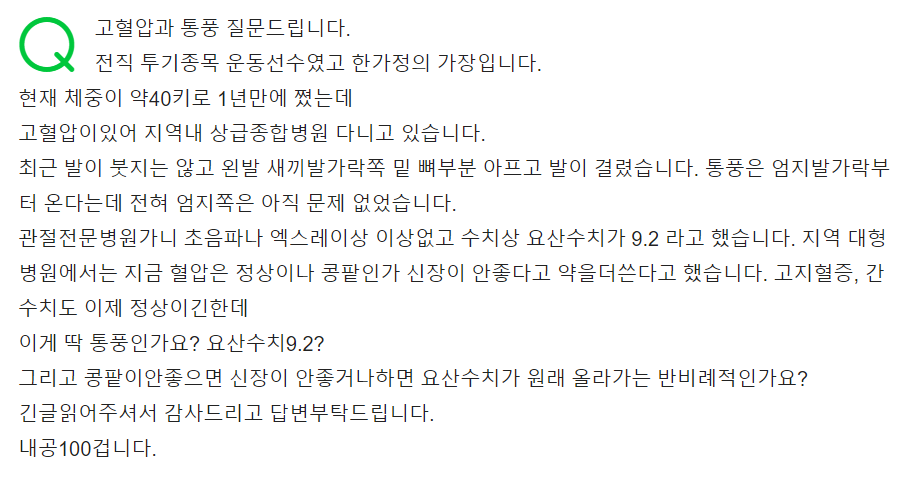 고혈압과 통풍 질문드립니다.
전직 투기종목 운동선수였고 한가정의 가장입니다.
현재 체중이 약40키로 1년만에 쪘는데
고혈압이있어 지역내 상급종합병원 다니고 있습니다.
최근 발이 붓지는 않고 왼발 새끼발가락쪽 밑 뼈부분 아프고 발이 결렸습니다. 통풍은 엄지발가락부
터 온다는데 전혀 엄지쪽은 아직 문제 없었습니다.
관절전문병원가니 초음파나 엑스레이상 이상없고 수치상 요산수치가 9.2 라고 했습니다. 지역 대형
병원에서는 지금 혈압은 정상이나 콩팥인가 신장이 안좋다고 약을더쓴다고 했습니다. 고지혈증, 간
수치도 이제 정상이긴한데
이게 딱 통풍인가요? 요산수치9.2?
그리고 콩팥이안좋으면 신장이 안좋거나하면 요산수치가 원래 올라가는 반비례적인가요?
긴글읽어주셔서 감사드리고 답변부탁드립니다.
내공100겁니다.